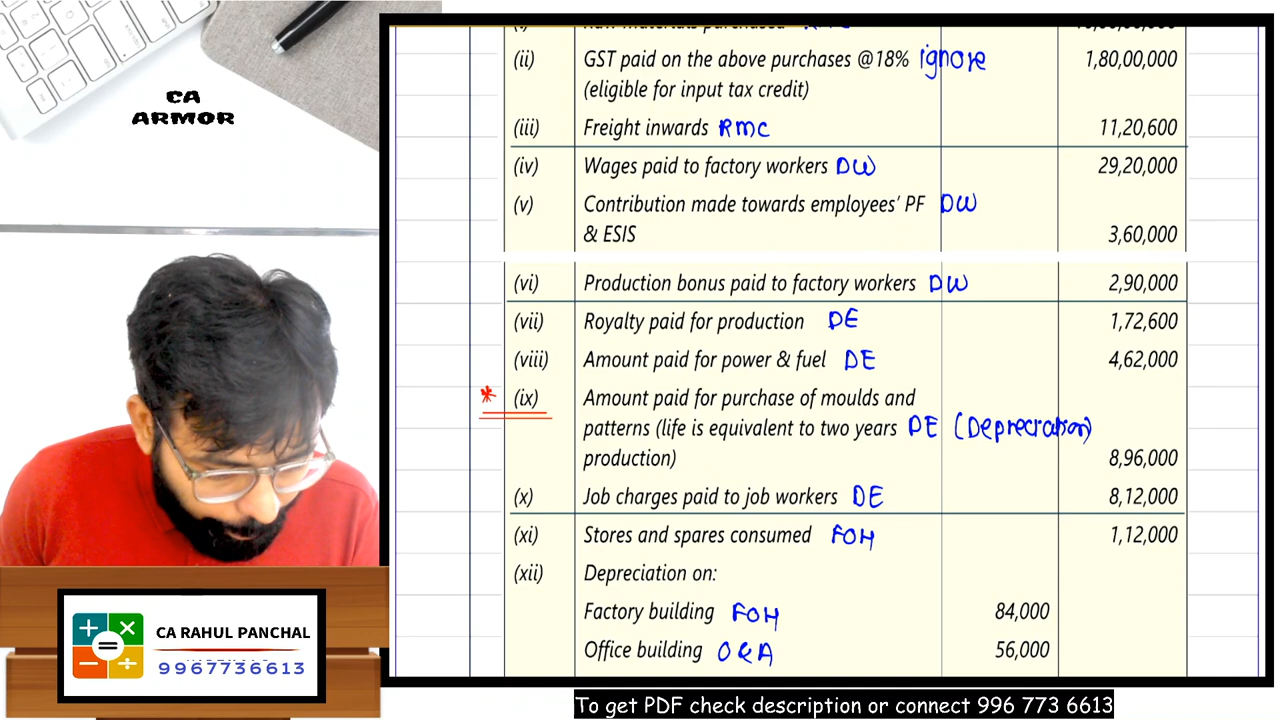 CA
ARMOR
(ii) GST paid on the above purchases @18% ignore 1,80,00,000
(eligible for input tax credit)
(iii) Freight inwards RMC 11,20,600
(iv) Wages paid to factory workers DW 29,20,000
(v) Contribution made towards employees' PF DW
& ESIS 3,60,000
(vi) Production bonus paid to factory workers DW 2,90,000
(vii) Royalty paid for production DE 1,72,600
(viii) Amount paid for power & fuel DE 4,62,000
* (ix) Amount paid for purchase of moulds and
patterns (life is equivalent to two years DE (Depreciation)
production) 8,96,000
(x) Job charges paid to job workers DE 8,12,000
(xi) Stores and spares consumed FOH 1,12,000
(xii) Depreciation on:
Factory building FOH 84,000
Office building O&A 56,000
CA RAHUL PANCHAL
9967736613
To get PDF check description or connect 996 773 6613